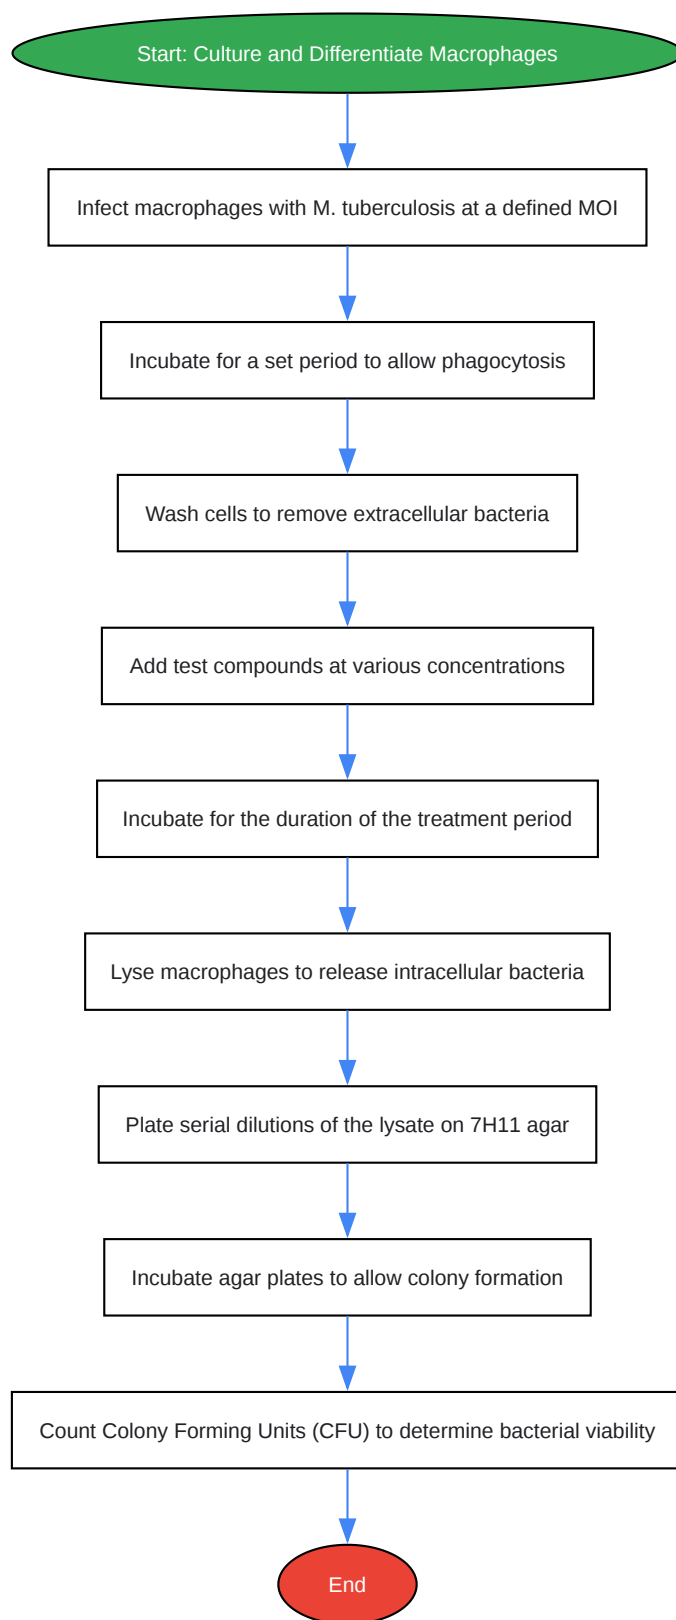 Start: Culture and Differentiate Macrophages
Infect macrophages with M. tuberculosis at a defined MOI
Incubate for a set period to allow phagocytosis
Wash cells to remove extracellular bacteria
Add test compounds at various concentrations
Incubate for the duration of the treatment period
Lyse macrophages to release intracellular bacteria
Plate serial dilutions of the lysate on 7H11 agar
Incubate agar plates to allow colony formation
Count Colony Forming Units (CFU) to determine bacterial viability
End